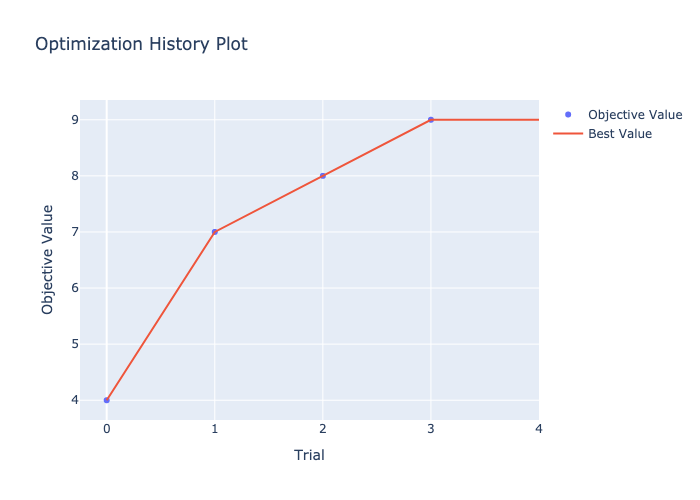 Optimization History Plot
Objective Value
Best Value
9
8
7
6
5
4
Objective Value
0
1
2
3
4
Trial